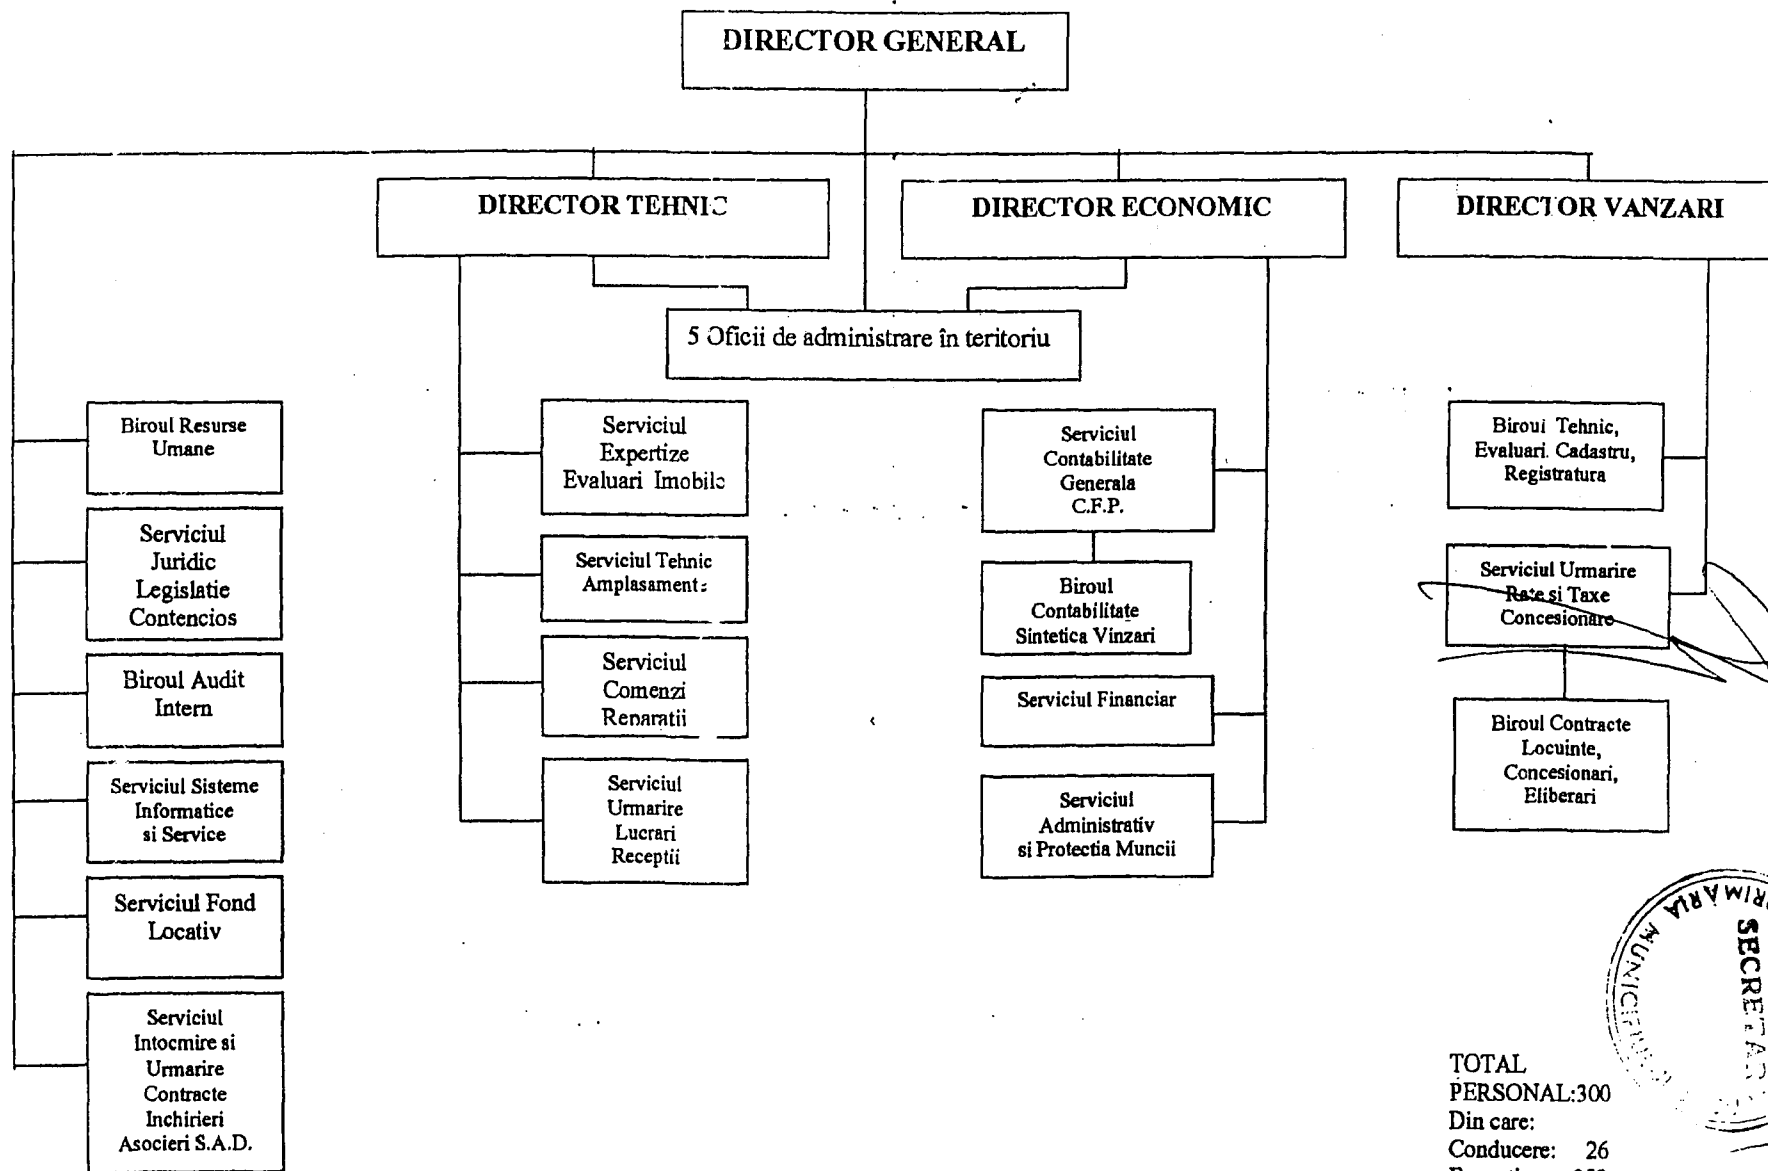 DIRECTOR GENERAL
DIRECTOR TEHNIC
DIRECTOR ECONOMIC
DIRECTOR VANZARI
5 Oficii de administrare în teritoriu
Biroul Resurse
Umane
Serviciul
Juridic
Legislatie
Contencios
Biroul Audit
Intern
Serviciul Sisteme
Informatice
si Service
Serviciul Fond
Locativ
Serviciul
Intocmire si
Urmarire
Contracte
Inchirieri
Asocieri S.A.D.
Serviciul
Expertize
Evaluari Imobile
Serviciul Tehnic
Amplasamente
Serviciul
Comenzi
Reparatii
Serviciul
Urmarire
Lucrari
Receptii
Serviciul
Contabilitate
Generala
C.F.P.
Biroul
Contabilitate
Sintetica Vinzari
Serviciul Financiar
Serviciul
Administrativ
si Protectia Muncii
Biroul Tehnic,
Evaluari. Cadastru,
Registratura
Serviciul Urmarire
Rate si Taxe
Concesionare
Biroul Contracte
Locuinte,
Concesionari,
Eliberari
TOTAL
PERSONAL:300
Din care:
Conducere: 26